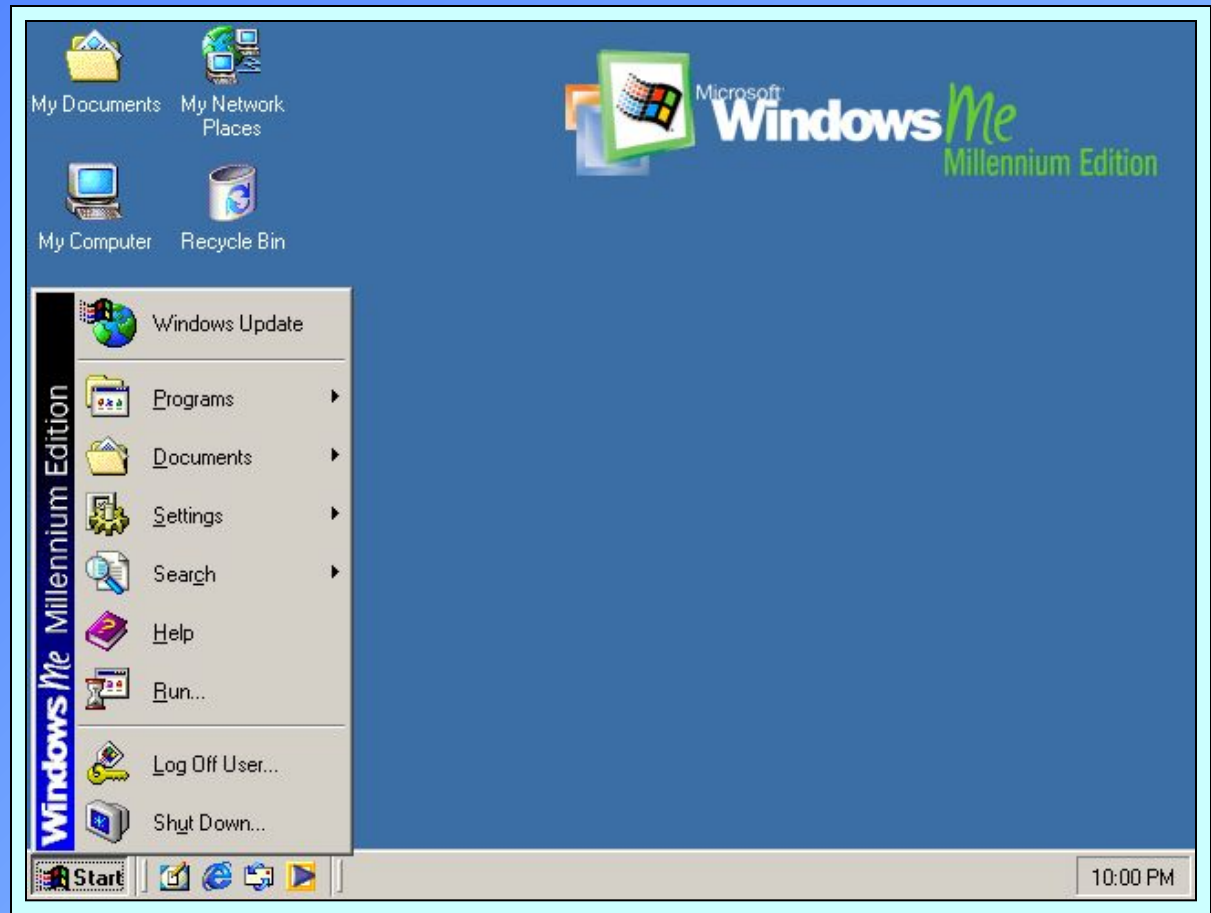 My Documents
My Network
Places
My Computer
Recycle Bin
Microsoft
Windows Me
Millennium Edition
Windows Me Millennium Edition
Windows Update
Programs
Documents
Settings
Search
Help
Run...
Log Off User...
Shut Down...
Start
10:00 PM